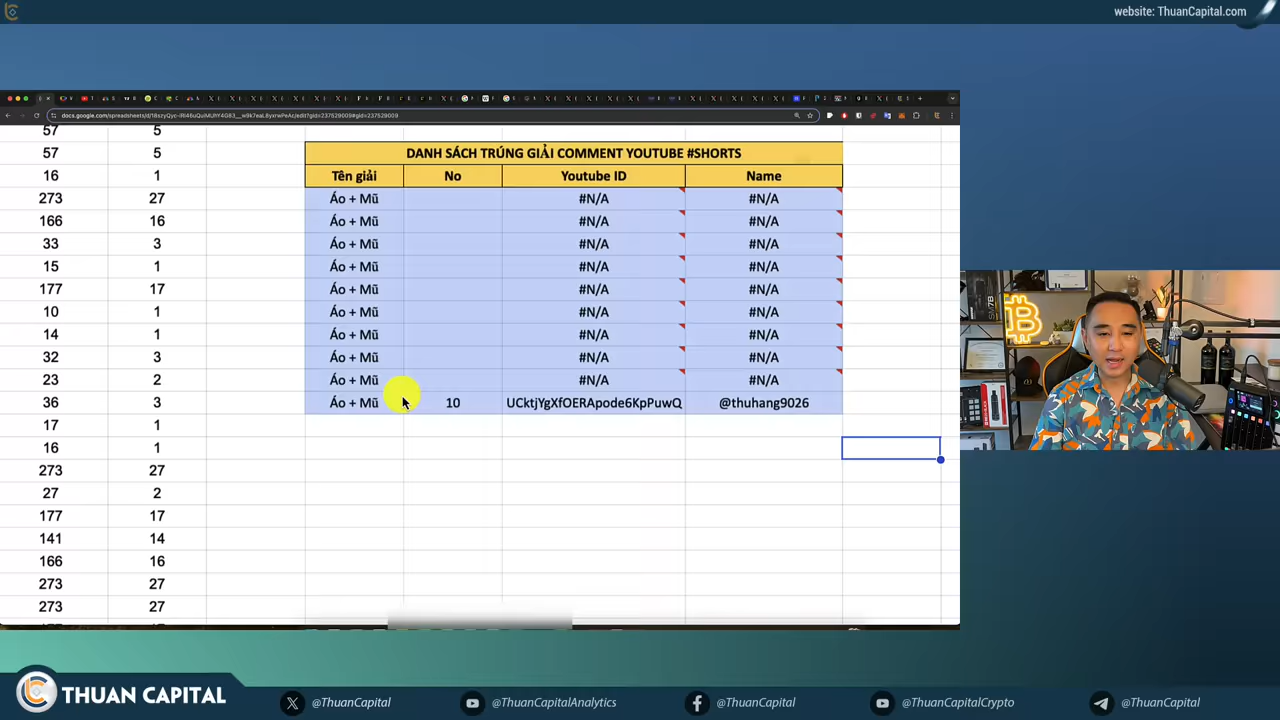 website: ThuanCapital.com
57 5
DANH SÁCH TRÚNG GIẢI COMMENT YOUTUBE #SHORTS
57 5
Tên giải No Youtube ID Name
16 1
273 27 Áo + Mũ #N/A #N/A
166 16 Áo + Mũ #N/A #N/A
33 3 Áo + Mũ #N/A #N/A
15 1 Áo + Mũ #N/A #N/A
177 17 Áo + Mũ #N/A #N/A
10 1 Áo + Mũ #N/A #N/A
14 1 Áo + Mũ #N/A #N/A
32 3 Áo + Mũ #N/A #N/A
23 2 Áo + Mũ #N/A #N/A
36 3 Áo + Mũ 10 UCktjYgXfOERApode6KpPuwQ @thuhang9026
17 1
16 1
273 27
27 2
177 17
141 14
166 16
273 27
273 27
THUAN CAPITAL
@ThuanCapital
@ThuanCapitalAnalytics
@ThuanCapital
@ThuanCapitalCrypto
@ThuanCapital